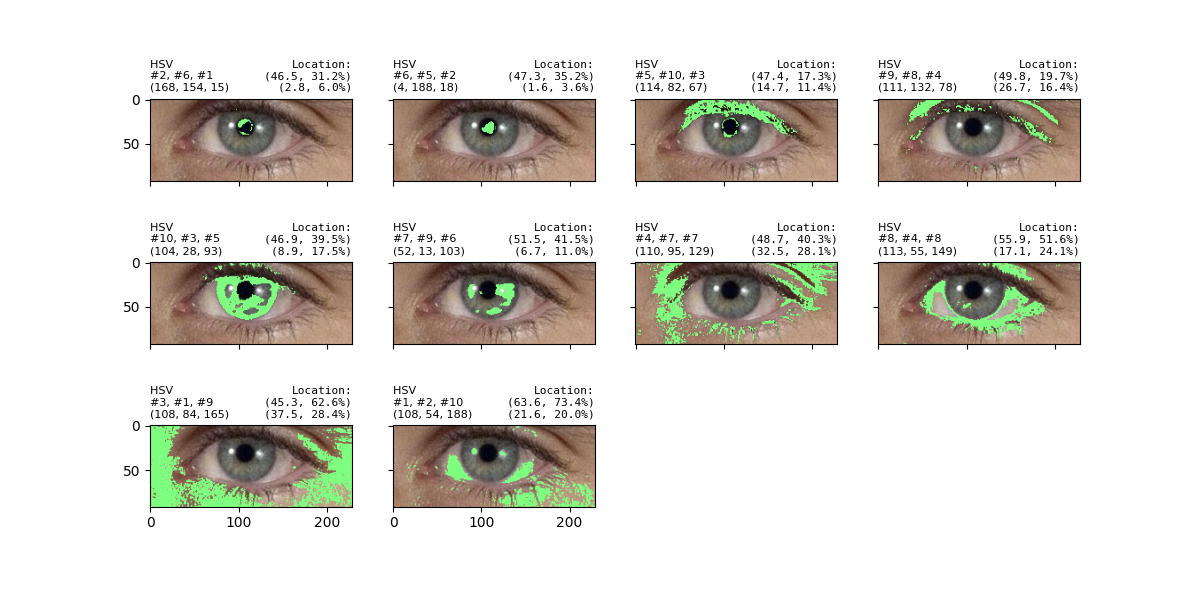 HSV Location:
#2, #6, #1 (46.5, 31.2%)
(168, 154, 15) (2.8, 6.0%)
HSV Location:
#6, #5, #2 (47.3, 35.2%)
(4, 188, 18) (1.6, 3.6%)
HSV Location:
#5, #10, #3 (47.4, 17.3%)
(114, 82, 67) (14.7, 11.4%)
HSV Location:
#9, #8, #4 (49.8, 19.7%)
(111, 132, 78) (26.7, 16.4%)
0
50
HSV Location:
#10, #3, #5 (46.9, 39.5%)
(104, 28, 93) (8.9, 17.5%)
HSV Location:
#7, #9, #6 (51.5, 41.5%)
(52, 13, 103) (6.7, 11.0%)
HSV Location:
#4, #7, #7 (48.7, 40.3%)
(110, 95, 129) (32.5, 28.1%)
HSV Location:
#8, #4, #8 (55.9, 51.6%)
(113, 55, 149) (17.1, 24.1%)
0
50
HSV Location:
#3, #1, #9 (45.3, 62.6%)
(108, 84, 165) (37.5, 28.4%)
HSV Location:
#1, #2, #10 (63.6, 73.4%)
(108, 54, 188) (21.6, 20.0%)
0
50
0 100 200
0 100 200